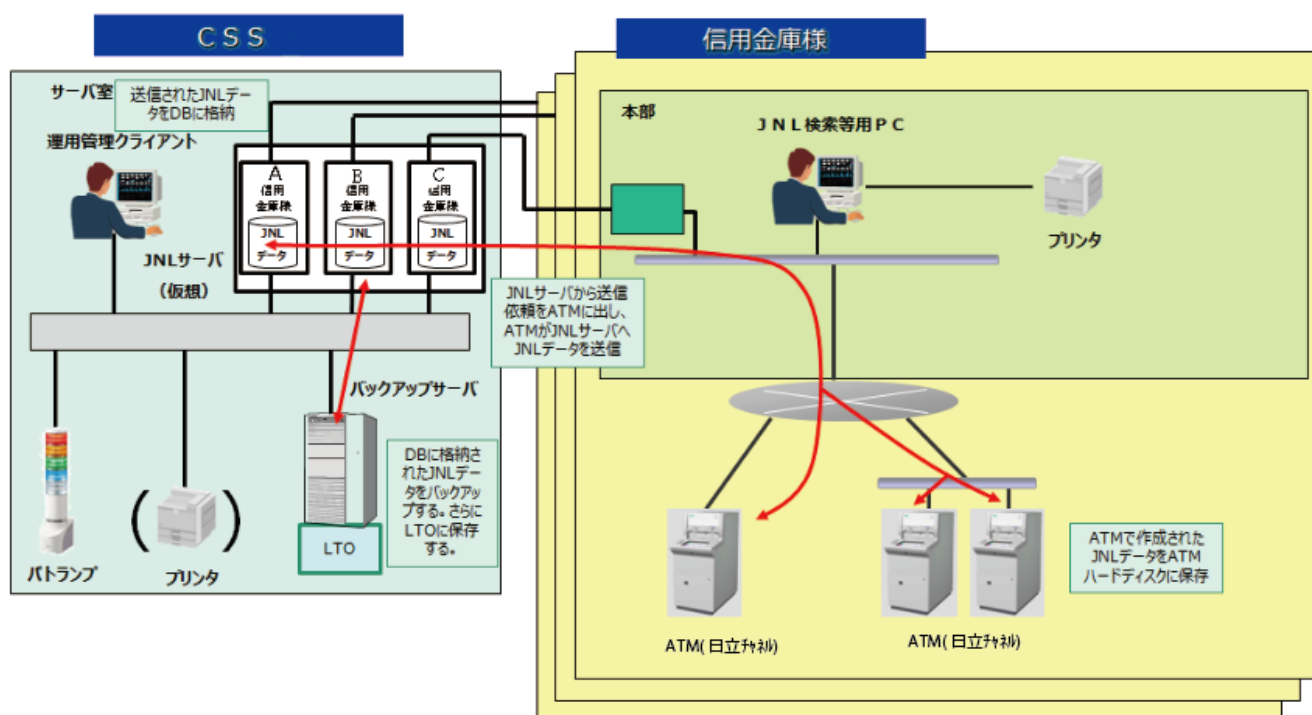 CSS
信用金庫様
サーバ室
送信されたJNLデー
タをDBに格納
運用管理クライアント
A
信用
金庫様
JNL
データ
B
信用
金庫様
JNL
データ
C
信用
金庫様
JNL
データ
JNLサーバ
（仮想）
バックアップサーバ
DBに格納さ
れたJNLデー
タをバックアッ
プする。さらに
LTOに保存
する。
LTO
パトランプ
( )
プリンタ
本部
JNL検索等用PC
プリンタ
JNLサーバから送信
依頼をATMに出し、
ATMがJNLサーバへ
JNLデータを送信
ATMで作成された
JNLデータをATM
ハードディスクに保存
ATM(日立ﾁｬﾈﾙ)
ATM(日立ﾁｬﾈﾙ)